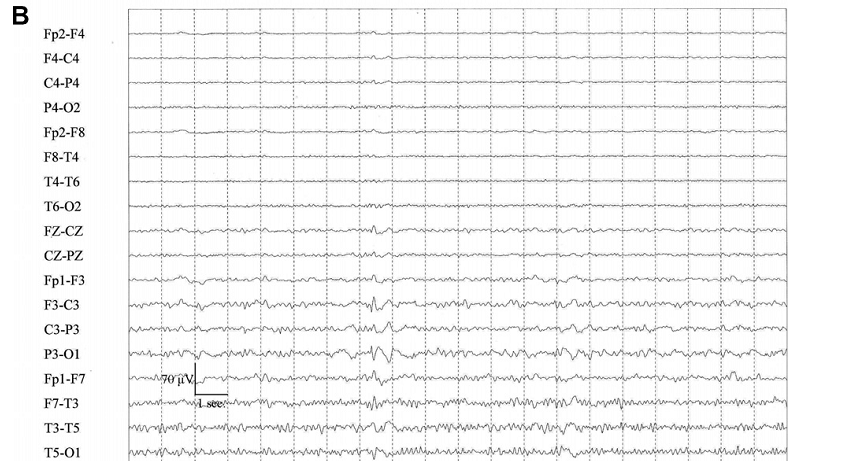 B
Fp2-F4
F4-C4
C4-P4
P4-O2
Fp2-F8
F8-T4
T4-T6
T6-O2
FZ-CZ
CZ-PZ
Fp1-F3
F3-C3
C3-P3
P3-O1
Fp1-F7
70 µV
1 sec
F7-T3
T3-T5
T5-O1